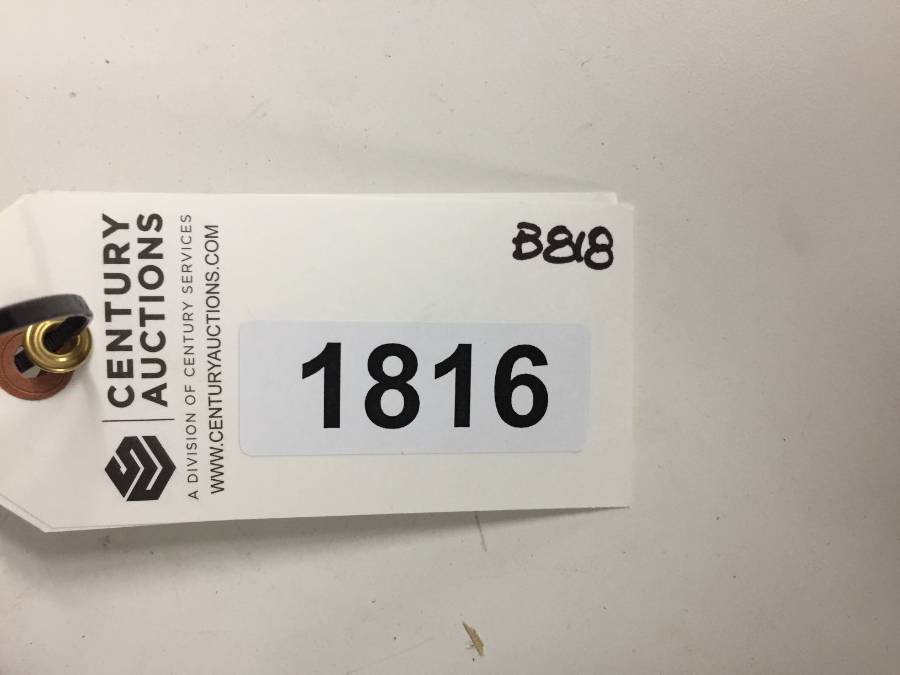 CENTURY
AUCTIONS
A DIVISION OF CENTURY SERVICES
WWW.CENTURYAUCTIONS.COM
B818
1816